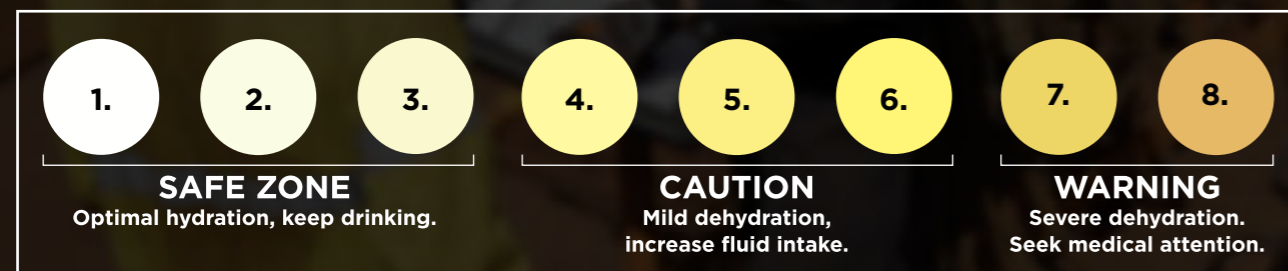 1.
2.
3.
4.
5.
6.
7.
8.
SAFE ZONE
Optimal hydration, keep drinking.
CAUTION
Mild dehydration,
increase fluid intake.
WARNING
Severe dehydration.
Seek medical attention.